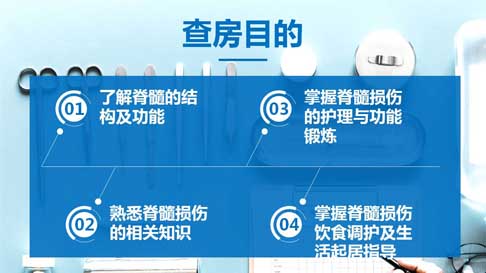 查房目的
01
了解脊髓的结
构及功能
03
掌握脊髓损伤
的护理与功能
锻炼
02
熟悉脊髓损伤
的相关知识
04
掌握脊髓损伤
饮食调护及生
活起居指导